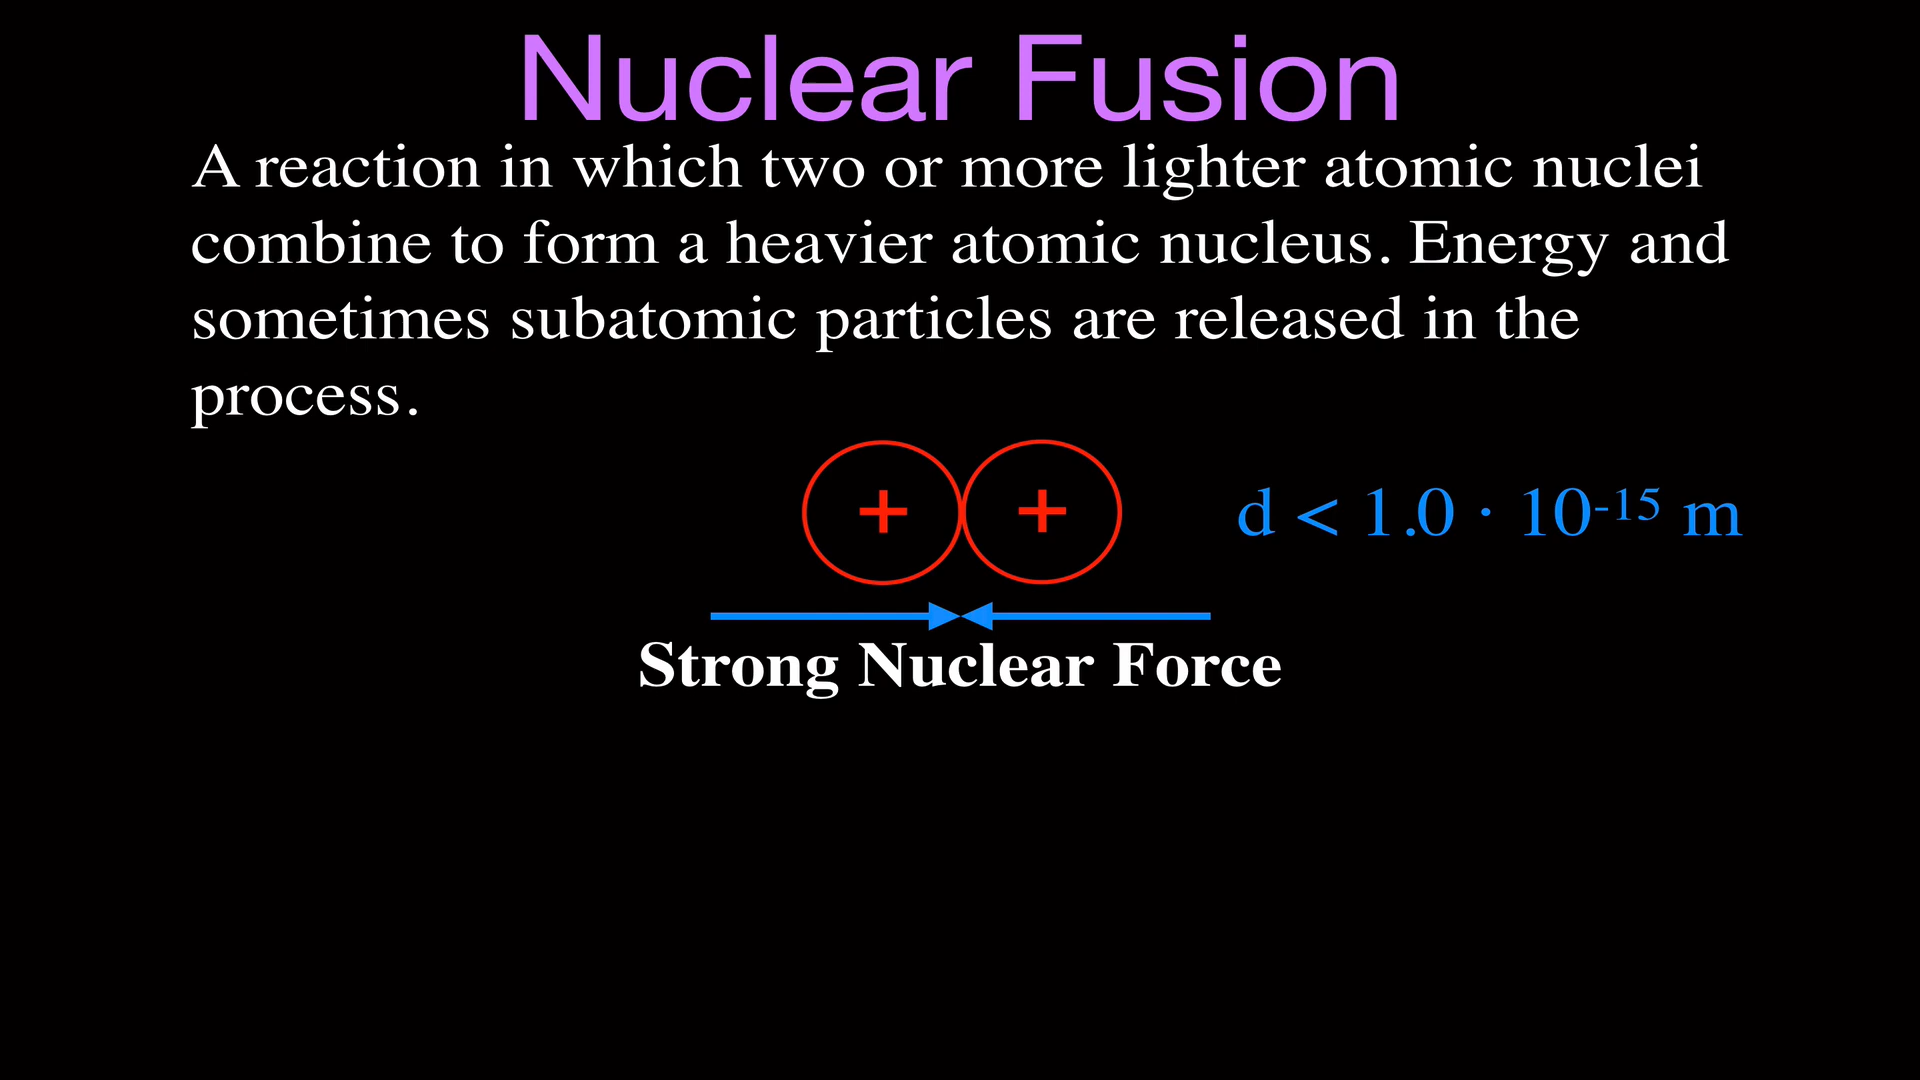 Nuclear Fusion
A reaction in which two or more lighter atomic nuclei
combine to form a heavier atomic nucleus. Energy and
sometimes subatomic particles are released in the
process.
+ + d < 1.0 · 10⁻¹⁵ m
Strong Nuclear Force